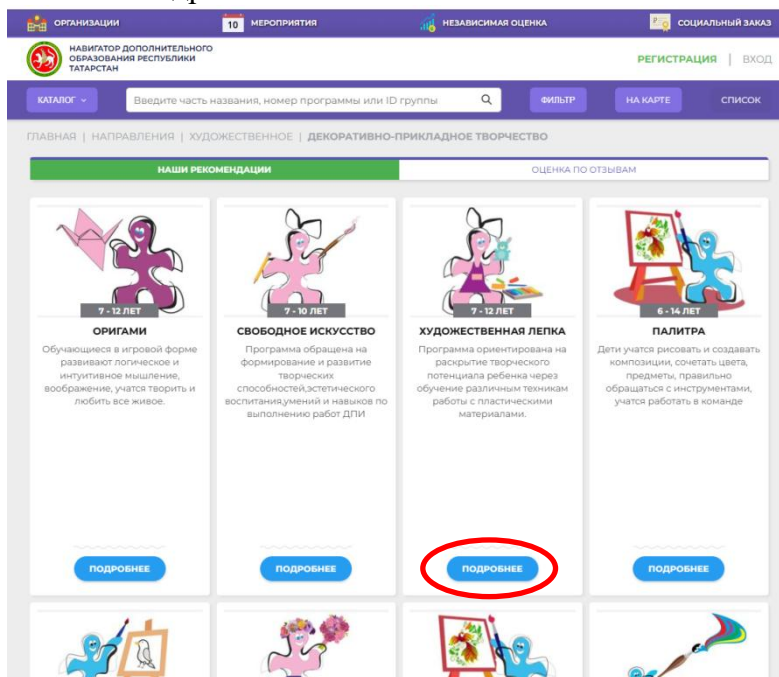 ОРГАНИЗАЦИИ
10 МЕРОПРИЯТИЯ
НЕЗАВИСИМАЯ ОЦЕНКА
СОЦИАЛЬНЫЙ ЗАКАЗ
НАВИГАТОР ДОПОЛНИТЕЛЬНОГО
ОБРАЗОВАНИЯ РЕСПУБЛИКИ
ТАТАРСТАН
РЕГИСТРАЦИЯ | ВХОД
КАТАЛОГ
Введите часть названия, номер программы или ID группы
ФИЛЬТР
НА КАРТЕ
СПИСОК
ГЛАВНАЯ | НАПРАВЛЕНИЯ | ХУДОЖЕСТВЕННОЕ | ДЕКОРАТИВНО-ПРИКЛАДНОЕ ТВОРЧЕСТВО
НАШИ РЕКОМЕНДАЦИИ
ОЦЕНКА ПО ОТЗЫВАМ
7 - 12 ЛЕТ
ОРИГАМИ
Обучающиеся в игровой форме
развивают логическое и
интуитивное мышление,
воображение, учатся творить и
любить все живое.
ПОДРОБНЕЕ
7 - 10 ЛЕТ
СВОБОДНОЕ ИСКУССТВО
Программа обращена на
формирование и развитие
творческих
способностей,эстетического
воспитания,умений и навыков по
выполнению работ ДПИ
ПОДРОБНЕЕ
7 - 12 ЛЕТ
ХУДОЖЕСТВЕННАЯ ЛЕПКА
Программа ориентирована на
раскрытие творческого
потенциала ребенка через
обучение различным техникам
работы с пластическими
материалами.
ПОДРОБНЕЕ
6 - 14 ЛЕТ
ПАЛИТРА
Дети учатся рисовать и создавать
композиции, сочетать цвета,
предметы, правильно
обращаться с инструментами,
учатся работать в команде
ПОДРОБНЕЕ